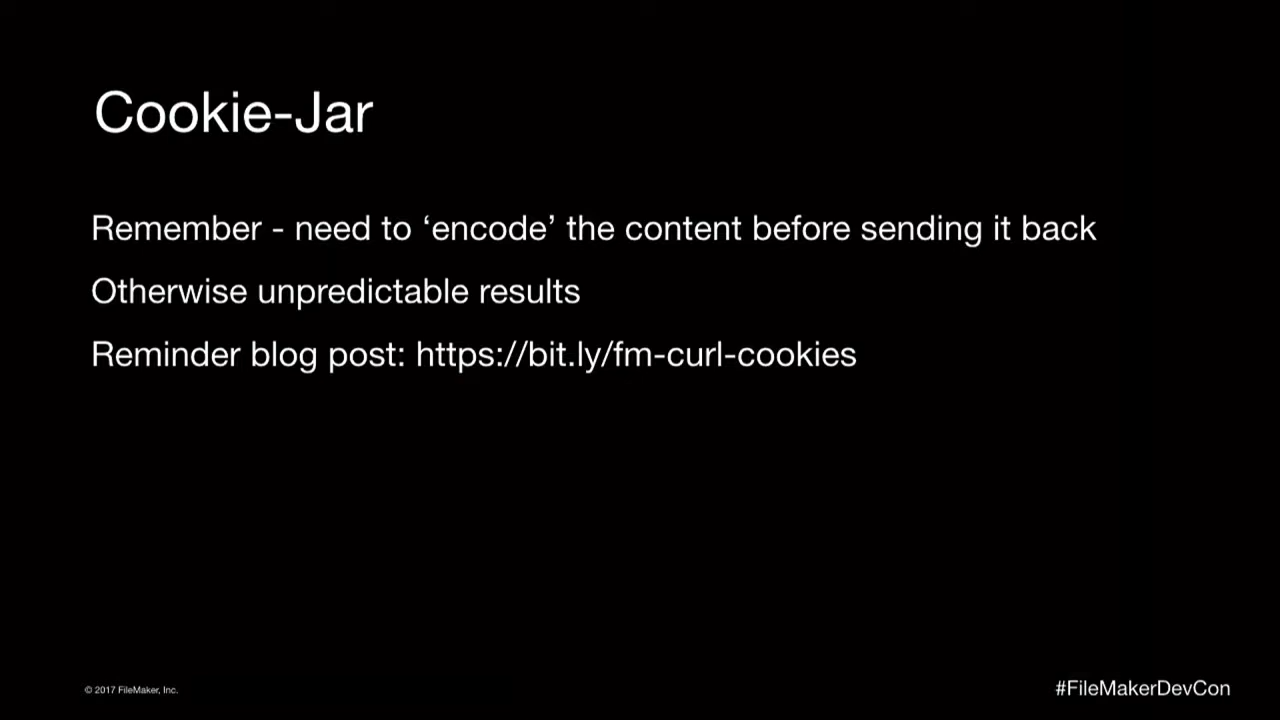 Cookie-Jar
Remember - need to ‘encode’ the content before sending it back
Otherwise unpredictable results
Reminder blog post: https://bit.ly/fm-curl-cookies
© 2017 FileMaker, Inc.
#FileMakerDevCon